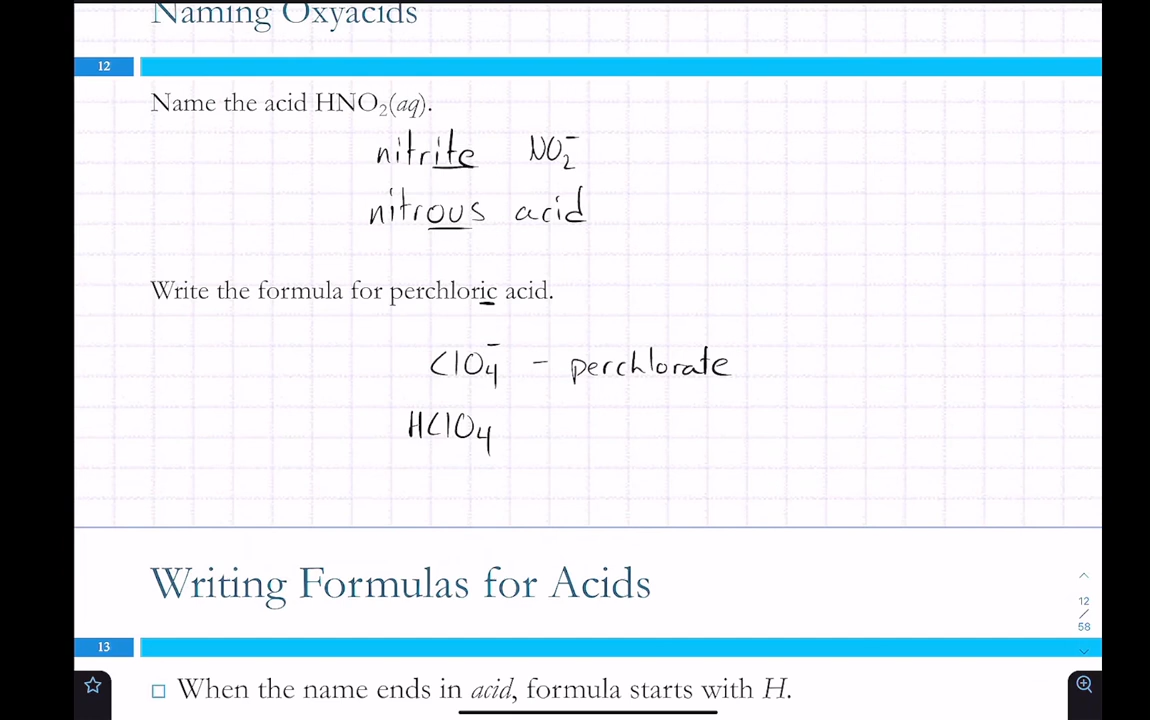 Naming Oxyacids
12
Name the acid HNO₂(aq).
nitrite NO₂⁻
nitrous acid
Write the formula for perchloric acid.
ClO₄⁻ – perchlorate
HClO₄
Writing Formulas for Acids
12
/
58
13
When the name ends in acid, formula starts with H.